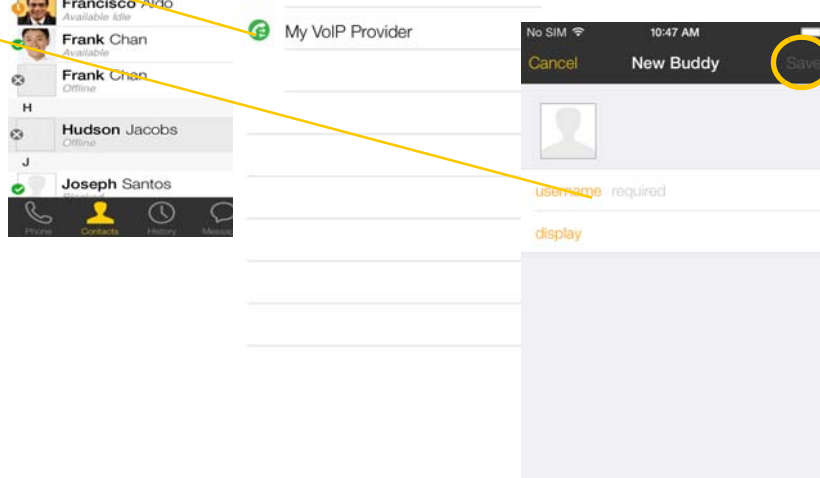 Francisco Aldo
Available Idle
Frank Chan
Available
Frank Chan
Offline
H
Hudson Jacobs
Offline
J
Joseph Santos
Blocked
Phone
Contacts
History
My VoIP Provider
No SIM
10:47 AM
Cancel
New Buddy
Save
username required
display